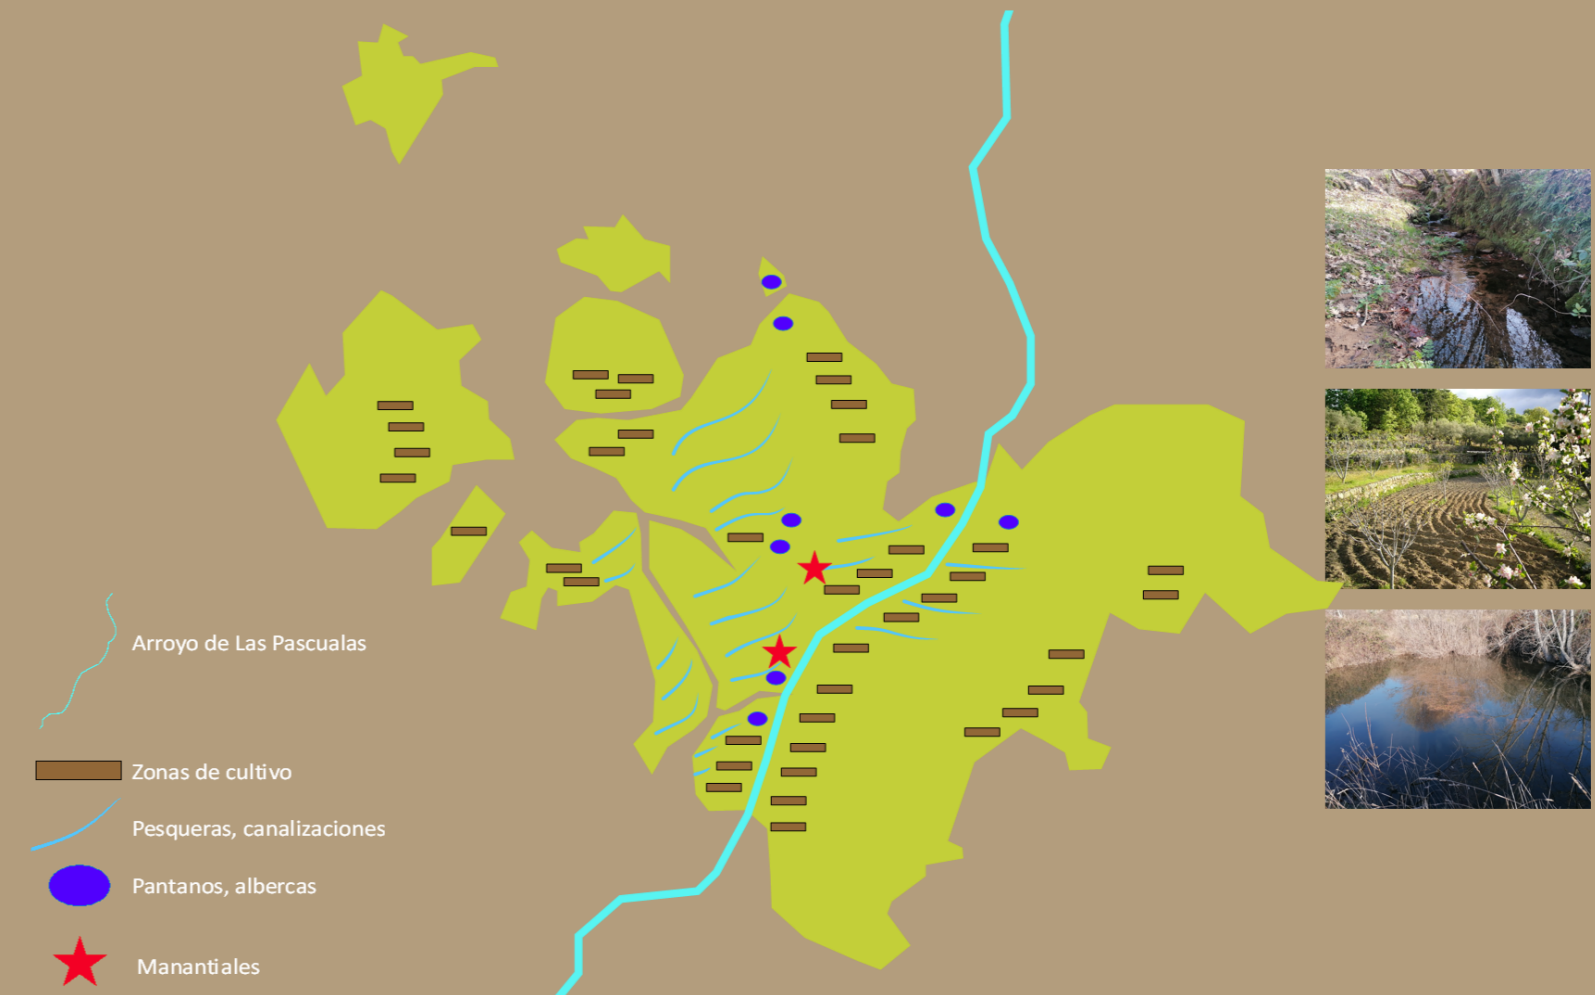 Arroyo de Las Pascualas
Zonas de cultivo
Pesqueras, canalizaciones
Pantanos, albercas
Manantiales